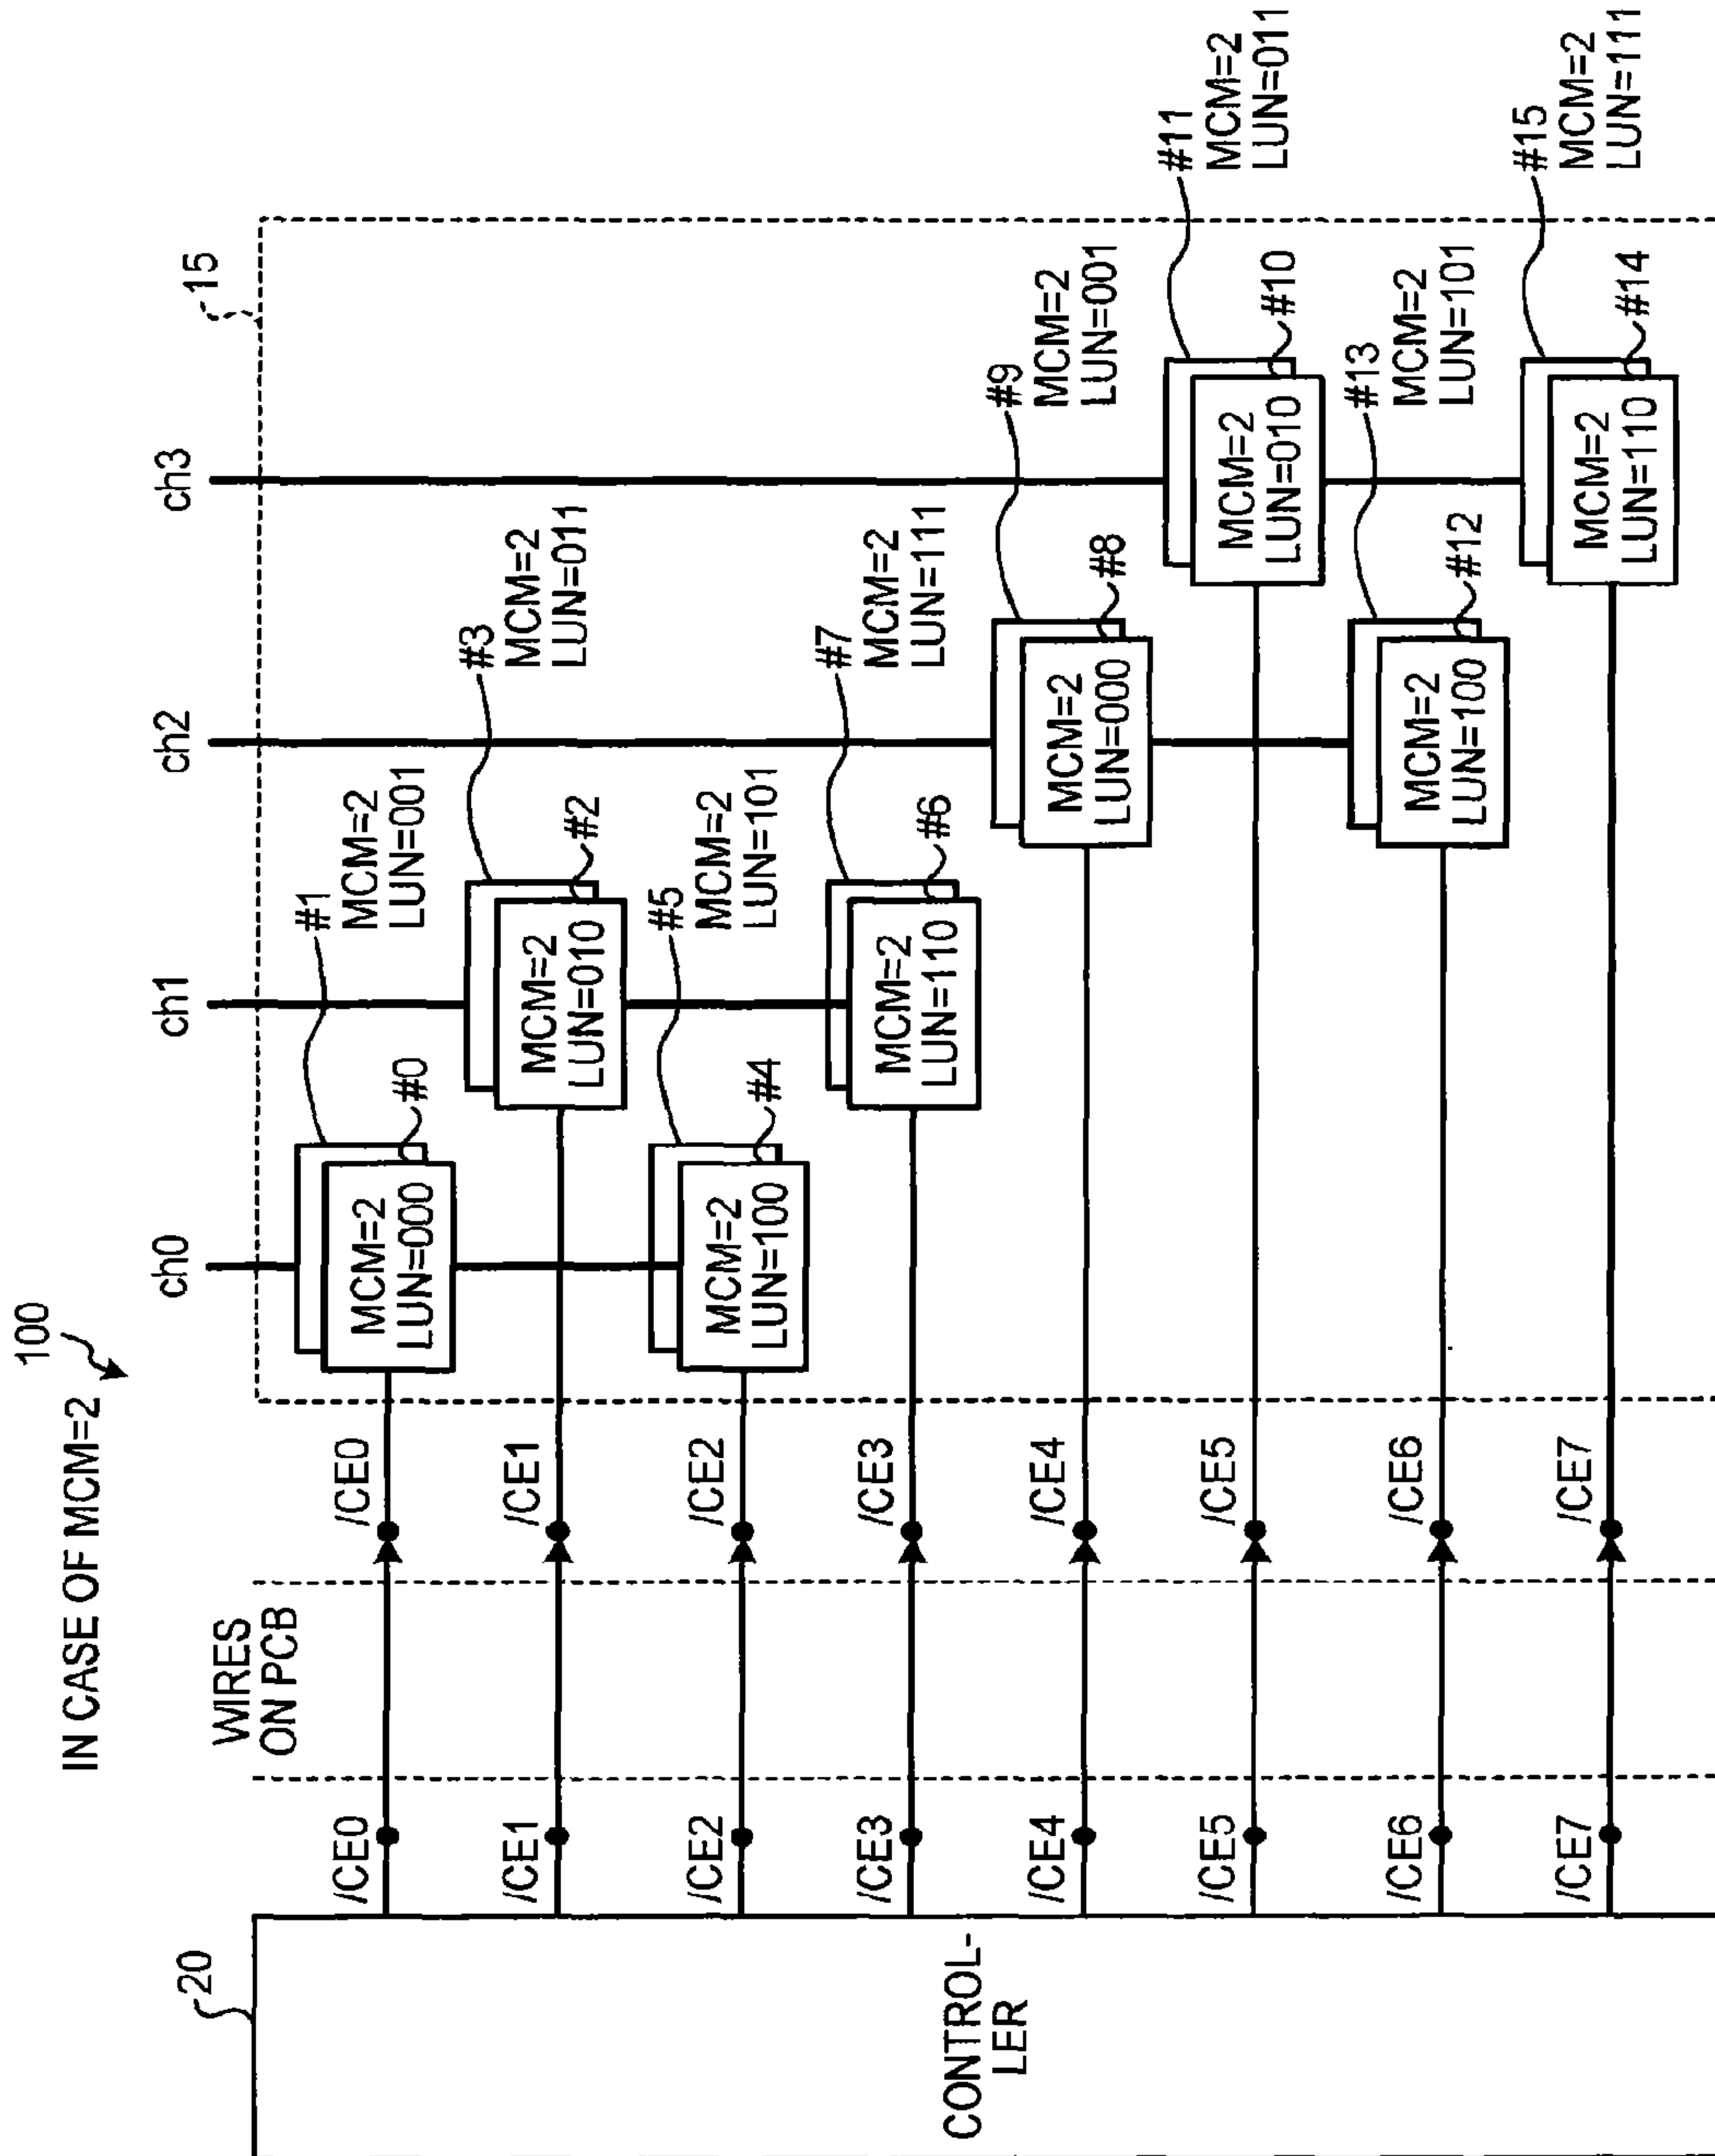 100
IN CASE OF MCM=2
20
WIRES
ON PCB
15
ch0
ch1
ch2
ch3
CONTROL-
LER
/CE0
/CE0
MCM=2
LUN=000
#0
#1
MCM=2
LUN=001
/CE1
/CE1
MCM=2
LUN=010
#2
#3
MCM=2
LUN=011
/CE2
/CE2
MCM=2
LUN=100
#4
#5
MCM=2
LUN=101
/CE3
/CE3
MCM=2
LUN=110
#6
#7
MCM=2
LUN=111
/CE4
/CE4
MCM=2
LUN=000
#8
#9
MCM=2
LUN=001
/CE5
/CE5
MCM=2
LUN=010
#10
#11
MCM=2
LUN=011
/CE6
/CE6
MCM=2
LUN=100
#12
#13
MCM=2
LUN=101
/CE7
/CE7
MCM=2
LUN=110
#14
#15
MCM=2
LUN=111